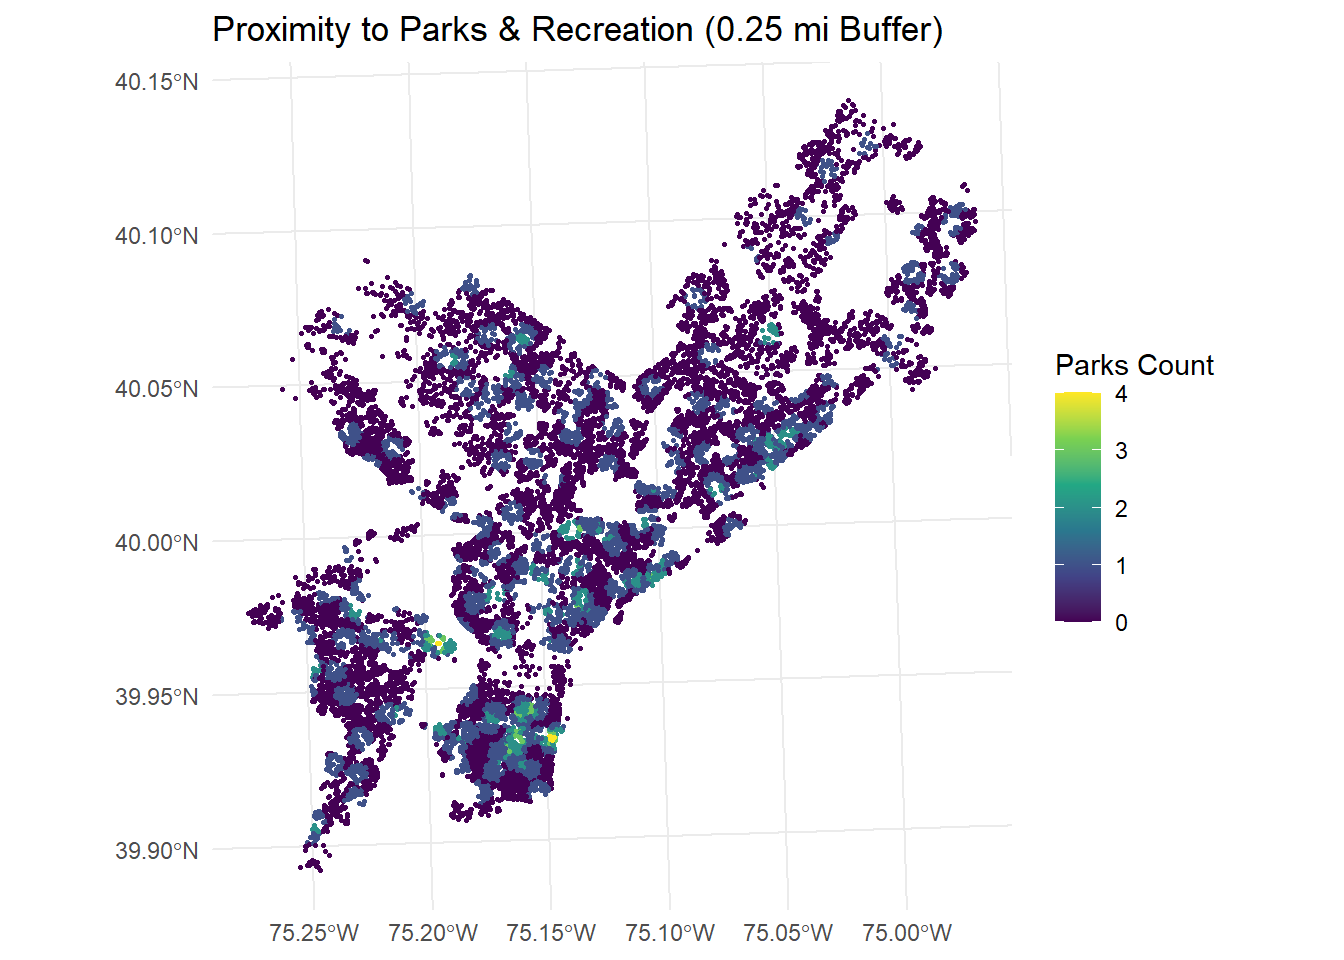 Proximity to Parks & Recreation (0.25 mi Buffer)
40.15°N
40.10°N
40.05°N
40.00°N
39.95°N
39.90°N
75.25°W 75.20°W 75.15°W 75.10°W 75.05°W 75.00°W
Parks Count
4
3
2
1
0